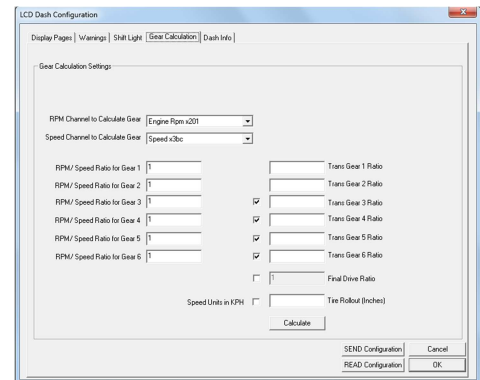 LCD Dash Configuration
Display Pages Warnings Shift Light Gear Calculation Dash Info
Gear Calculation Settings
RPM Channel to Calculate Gear Engine Rpm x201
Speed Channel to Calculate Gear Speed x3bc
RPM/ Speed Ratio for Gear 1 1 Trans Gear 1 Ratio
RPM/ Speed Ratio for Gear 2 1 Trans Gear 2 Ratio
RPM/ Speed Ratio for Gear 3 1 Trans Gear 3 Ratio
RPM/ Speed Ratio for Gear 4 1 Trans Gear 4 Ratio
RPM/ Speed Ratio for Gear 5 1 Trans Gear 5 Ratio
RPM/ Speed Ratio for Gear 6 1 Trans Gear 6 Ratio
1 Final Drive Ratio
Speed Units in KPH Tire Rollout (Inches)
Calculate
SEND Configuration Cancel
READ Configuration OK